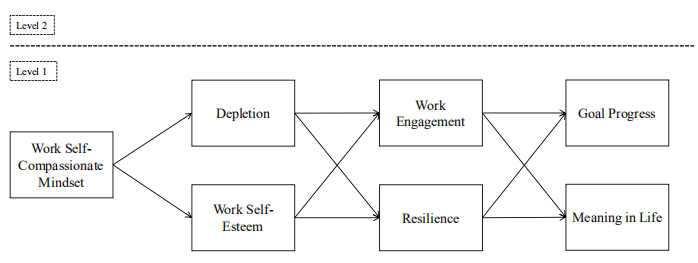 Level 2
Level 1
Depletion
Work
Engagement
Goal Progress
Work Self-
Compassionate
Mindset
Work Self-
Esteem
Resilience
Meaning in Life